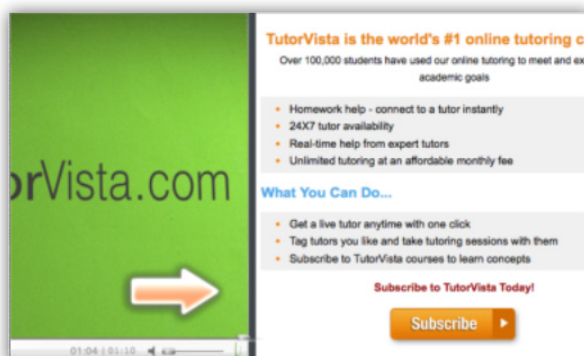 orVista.com
01:04 | 01:10
TutorVista is the world's #1 online tutoring c
Over 100,000 students have used our online tutoring to meet and ex
academic goals
Homework help - connect to a tutor instantly
24X7 tutor availability
Real-time help from expert tutors
Unlimited tutoring at an affordable monthly fee
What You Can Do...
Get a live tutor anytime with one click
Tag tutors you like and take tutoring sessions with them
Subscribe to TutorVista courses to learn concepts
Subscribe to TutorVista Today!
Subscribe